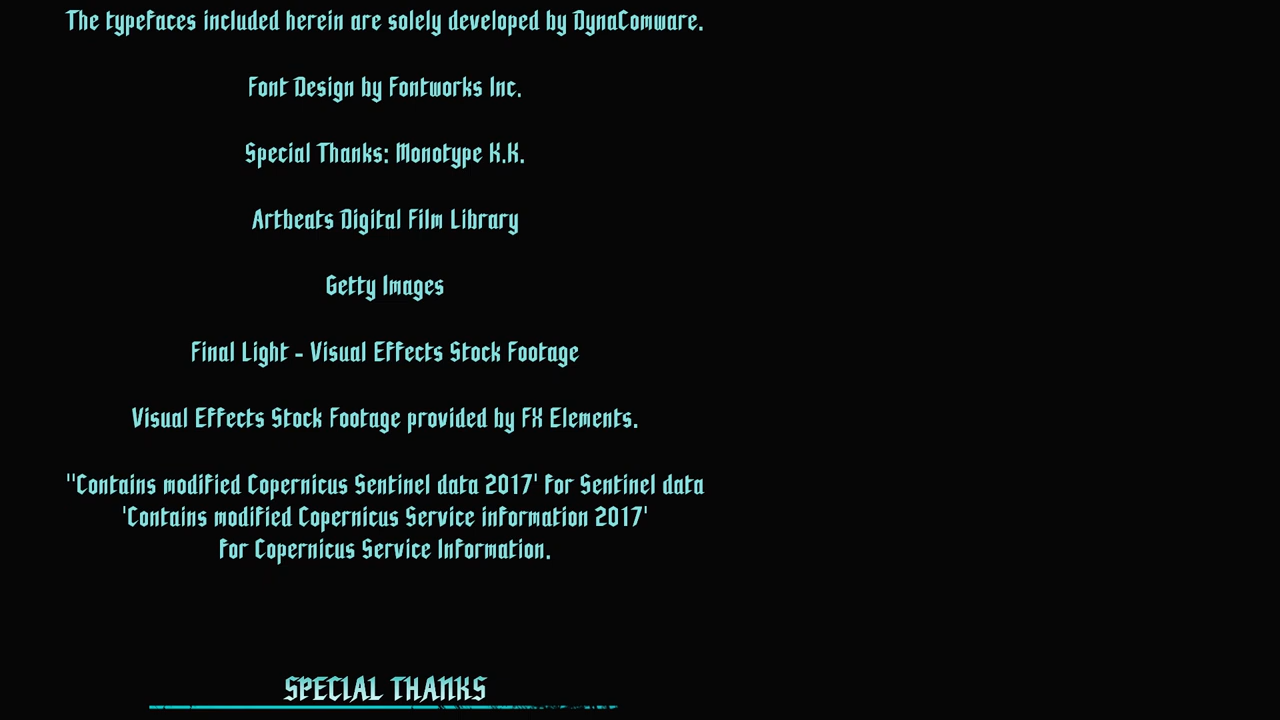 The typefaces included herein are solely developed by DynaComware.
Font Design by Fontworks Inc.
Special Thanks: Monotype K.K.
Artbeats Digital Film Library
Getty Images
Final Light - Visual Effects Stock Footage
Visual Effects Stock Footage provided by FX Elements.
"Contains modified Copernicus Sentinel data 2017' for Sentinel data
'Contains modified Copernicus Service information 2017'
for Copernicus Service Information.
SPECIAL THANKS